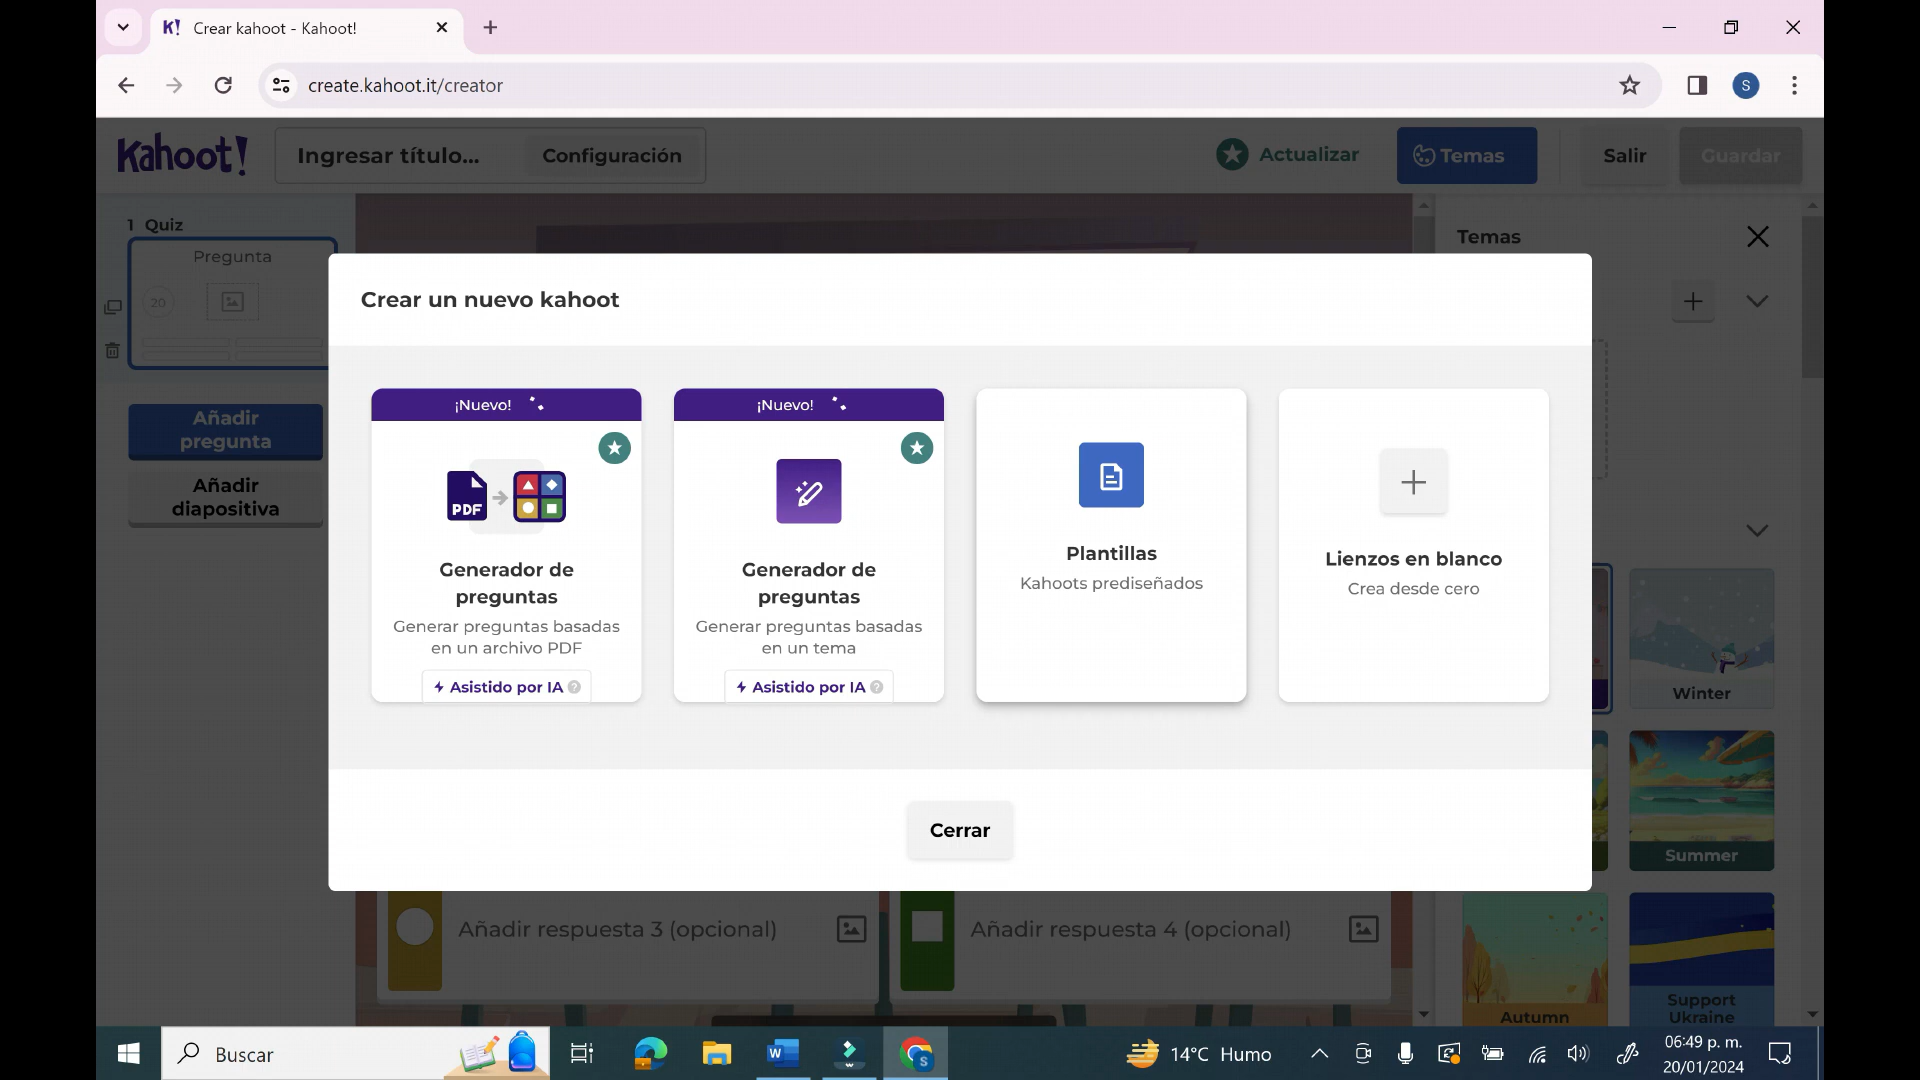 K! Crear kahoot - Kahoot!
create.kahoot.it/creator
S
Kahoot!
Ingresar título...
Configuración
Actualizar
Temas
Salir
Guardar
1 Quiz
Pregunta
20
Añadir
pregunta
Añadir
diapositiva
Temas
Crear un nuevo kahoot
¡Nuevo!
PDF
Generador de
preguntas
Generar preguntas basadas
en un archivo PDF
Asistido por IA ?
¡Nuevo!
Generador de
preguntas
Generar preguntas basadas
en un tema
Asistido por IA ?
Plantillas
Kahoots prediseñados
Lienzos en blanco
Crea desde cero
Cerrar
Winter
Summer
Autumn
Support
Ukraine
Añadir respuesta 3 (opcional)
Añadir respuesta 4 (opcional)
Buscar
W
S
14°C Humo
06:49 p. m.
20/01/2024